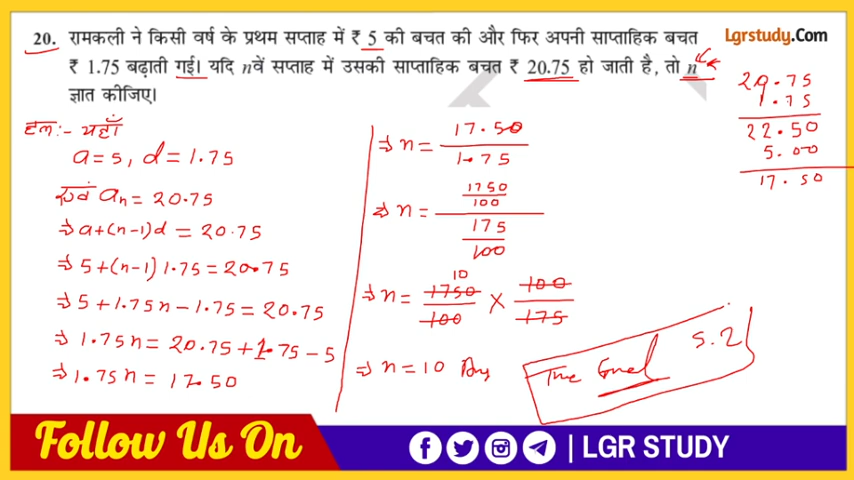 20. रामकली ने किसी वर्ष के प्रथम सप्ताह में ₹ 5 की बचत की और फिर अपनी साप्ताहिक बचत
₹ 1.75 बढ़ाती गई। यदि nवें सप्ताह में उसकी साप्ताहिक बचत ₹ 20.75 हो जाती है, तो n
ज्ञात कीजिए।
Lgrstudy.Com
20.75
1.75
22.50
5.00
17.50
हल:- यहाँ
a=5, d=1.75
एवं an = 20.75
⇒ a+(n-1)d = 20.75
⇒ 5+(n-1)1.75=20.75
⇒ 5+1.75n-1.75=20.75
⇒ 1.75n=20.75+1.75-5
⇒ 1.75n=17.50
⇒ n= 17.50
1.75
⇒ n= 1750
100
175
100
10
⇒ n= 1750 × 100
100 175
⇒ n=10 Ans
The End 5.2
Follow Us On
| LGR STUDY